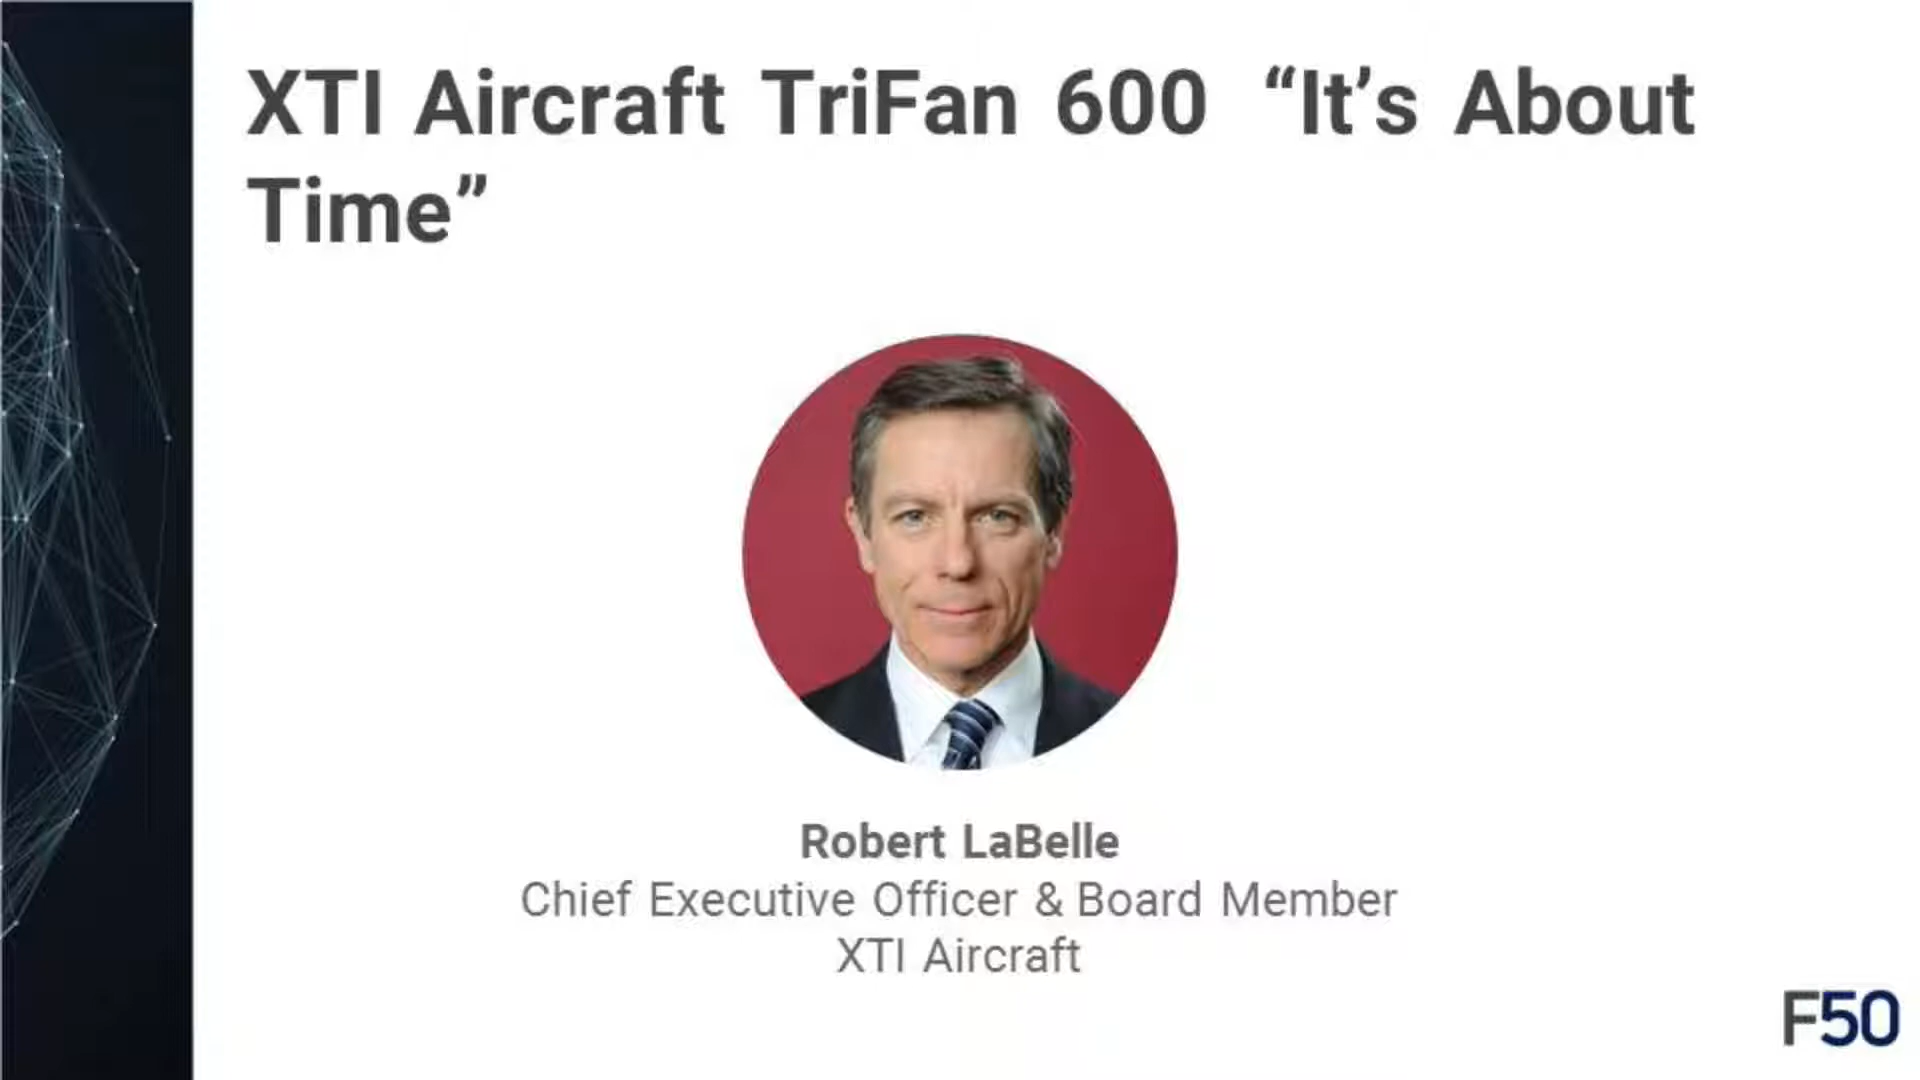 XTI Aircraft TriFan 600 “It’s About
Time”
Robert LaBelle
Chief Executive Officer & Board Member
XTI Aircraft
F50